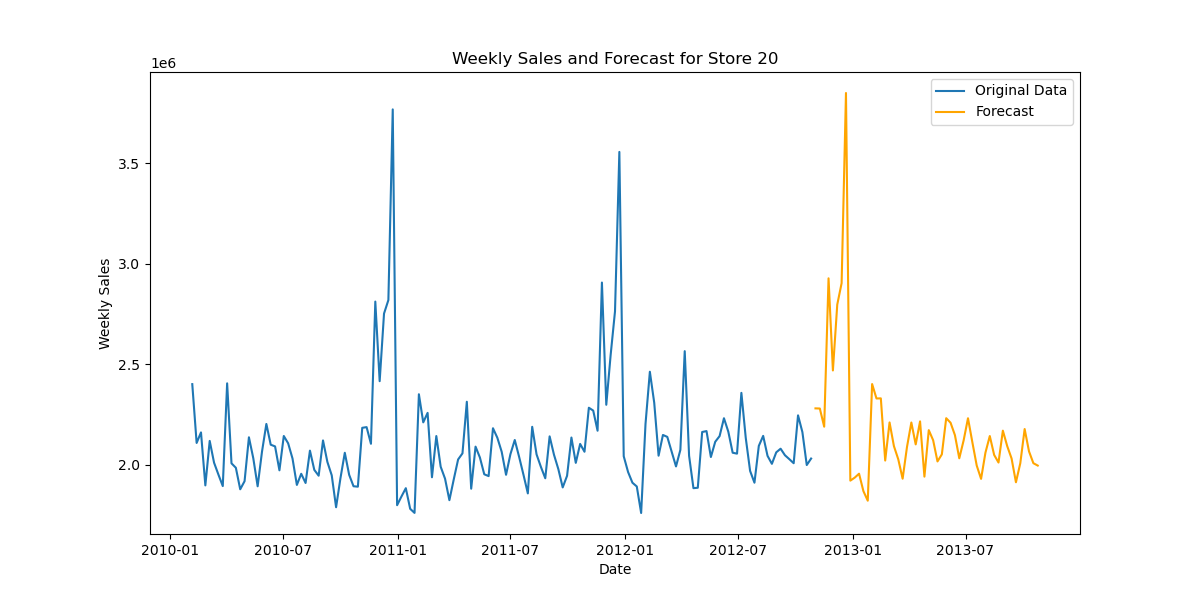 Weekly Sales and Forecast for Store 20
1e6
Original Data
Forecast
3.5
3.0
2.5
2.0
Weekly Sales
2010-01 2010-07 2011-01 2011-07 2012-01 2012-07 2013-01 2013-07
Date